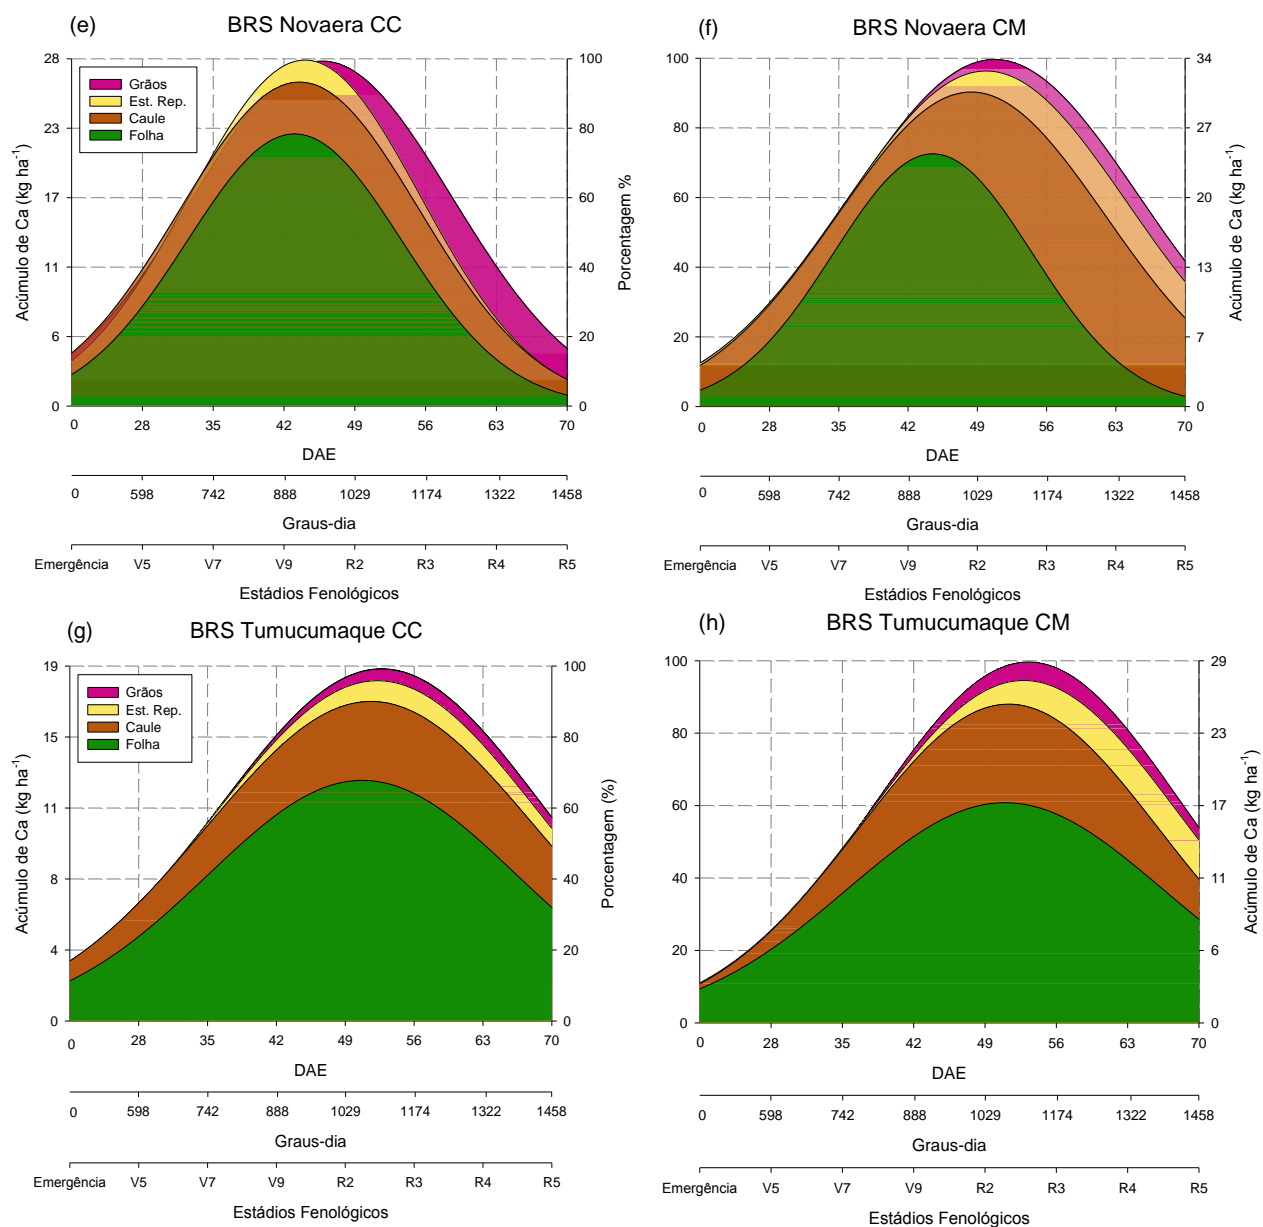 (e)
BRS Novaera CC
28
23
17
11
6
0
Acúmulo de Ca (kg ha⁻¹)
Grãos
Est. Rep.
Caule
Folha
100
80
60
40
20
0
Porcentagem %
0 28 35 42 49 56 63 70
DAE
0 598 742 888 1029 1174 1322 1458
Graus-dia
Emergência V5 V7 V9 R2 R3 R4 R5
Estádios Fenológicos
(f)
BRS Novaera CM
100
80
60
40
20
0
34
27
20
13
7
0
Acúmulo de Ca (kg ha⁻¹)
0 28 35 42 49 56 63 70
DAE
0 598 742 888 1029 1174 1322 1458
Graus-dia
Emergência V5 V7 V9 R2 R3 R4 R5
Estádios Fenológicos
(g)
BRS Tumucumaque CC
19
15
11
8
4
0
Acúmulo de Ca (kg ha⁻¹)
Grãos
Est. Rep.
Caule
Folha
100
80
60
40
20
0
Porcentagem (%)
0 28 35 42 49 56 63 70
DAE
0 598 742 888 1029 1174 1322 1458
Graus-dia
Emergência V5 V7 V9 R2 R3 R4 R5
Estádios Fenológicos
(h)
BRS Tumucumaque CM
100
80
60
40
20
0
29
23
17
11
6
0
Acúmulo de Ca (kg ha⁻¹)
0 28 35 42 49 56 63 70
DAE
0 598 742 888 1029 1174 1322 1458
Graus-dia
Emergência V5 V7 V9 R2 R3 R4 R5
Estádios Fenológicos